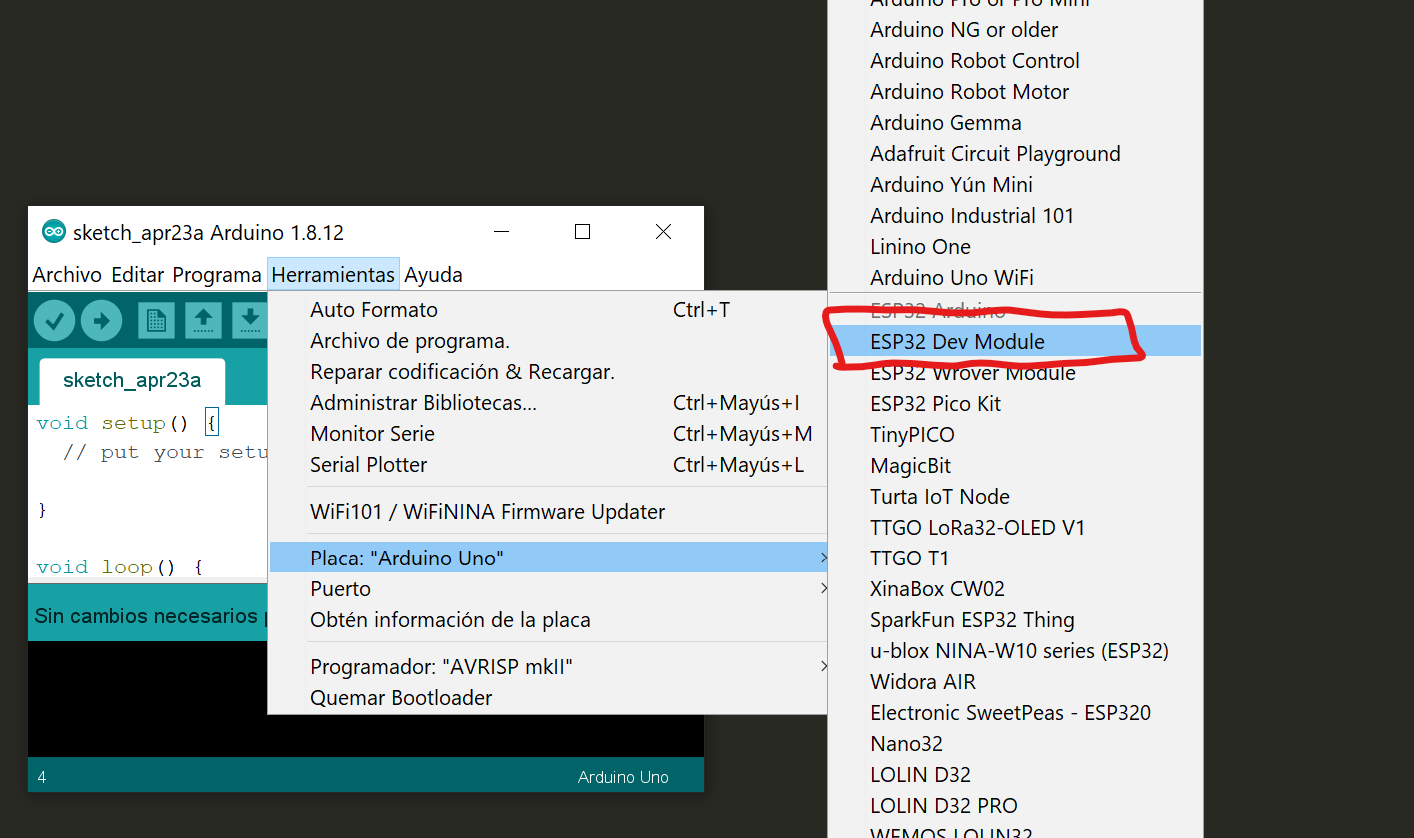 sketch_apr23a Arduino 1.8.12
Archivo Editar Programa Herramientas Ayuda
sketch_apr23a
void setup() {
// put your setu
}
void loop() {
Sin cambios necesarios
4
Arduino Uno
Auto Formato Ctrl+T
Archivo de programa.
Reparar codificación & Recargar.
Administrar Bibliotecas... Ctrl+Mayús+I
Monitor Serie Ctrl+Mayús+M
Serial Plotter Ctrl+Mayús+L
WiFi101 / WiFiNINA Firmware Updater
Placa: "Arduino Uno"
Puerto
Obtén información de la placa
Programador: "AVRISP mkII"
Quemar Bootloader
Arduino Pro or Pro Mini
Arduino NG or older
Arduino Robot Control
Arduino Robot Motor
Arduino Gemma
Adafruit Circuit Playground
Arduino Yún Mini
Arduino Industrial 101
Linino One
Arduino Uno WiFi
ESP32 Arduino
ESP32 Dev Module
ESP32 Wrover Module
ESP32 Pico Kit
TinyPICO
MagicBit
Turta IoT Node
TTGO LoRa32-OLED V1
TTGO T1
XinaBox CW02
SparkFun ESP32 Thing
u-blox NINA-W10 series (ESP32)
Widora AIR
Electronic SweetPeas - ESP320
Nano32
LOLIN D32
LOLIN D32 PRO
WEMOS LOLIN32